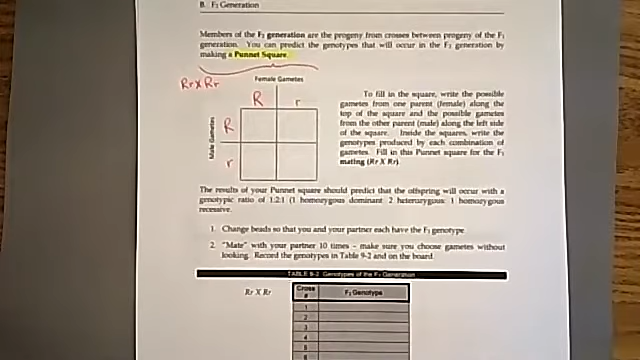 B. F₂ Generation
Members of the F₂ generation are the progeny from crosses between progeny of the F₁
generation. You can predict the genotypes that will occur in the F₂ generation by
making a Punnet Square.
RrXRr
Female Gametes
R r
Male Gametes
R
r
To fill in the square, write the possible
gametes from one parent (female) along the
top of the square and the possible gametes
from the other parent (male) along the left side
of the square. Inside the squares, write the
genotypes produced by each combination of
gametes. Fill in this Punnet square for the F₁
mating (Rr X Rr).
The results of your Punnet square should predict that the offspring will occur with a
genotypic ratio of 1:2:1 (1 homozygous dominant 2 heterozygous 1 homozygous
recessive.
1. Change beads so that you and your partner each have the F₁ genotype.
2. "Mate" with your partner 10 times - make sure you choose gametes without
looking. Record the genotypes in Table 9-2 and on the board.
TABLE 9-2 Genotypes of the F₂ Generation
Rr X Rr
Cross # F₂ Genotype
1
2
3
4
5
6